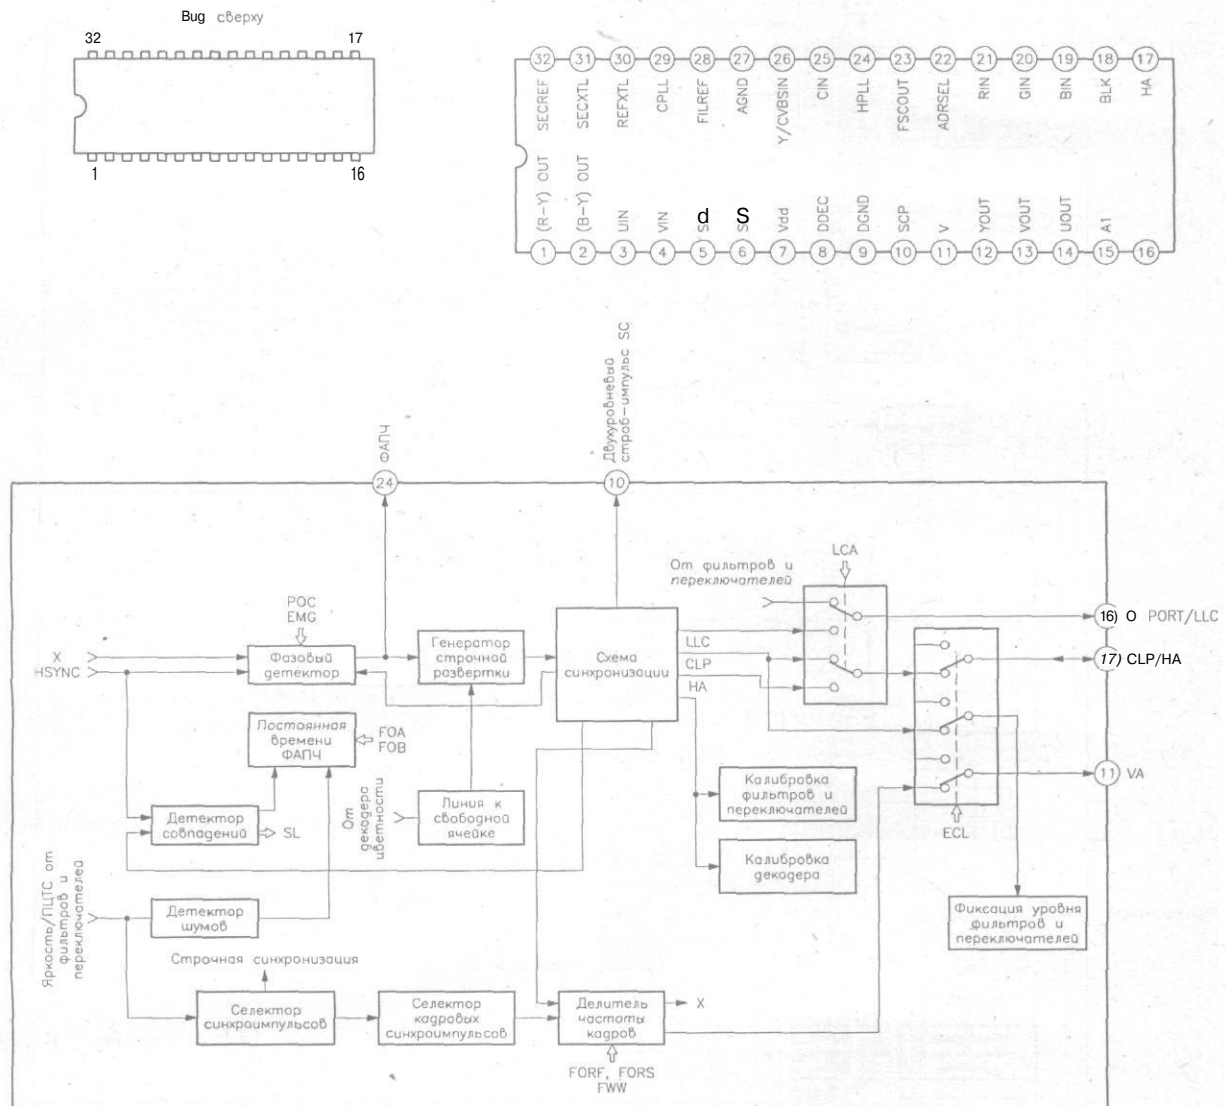 Вид сверху
32
17
1
16
32 31 30 29 28 27 26 25 24 23 22 21 20 19 18 17
SECREF
SECXTL
REFXTL
CPLL
FILREF
AGND
Y/CVBSIN
CIN
HPLL
FSCOUT
ADRSEL
RIN
GIN
BIN
BLK
HA
(R-Y) OUT
(B-Y) OUT
UIN
VIN
Sd
SC
Vdd
DDEC
DGND
SCP
V
YOUT
VOUT
UOUT
A1
1 2 3 4 5 6 7 8 9 10 11 12 13 14 15 16
ФАПЧ
24
Двухуровневый
строб-импульс SC
10
LCA
От фильтров и
переключателей
POC
EMG
X
HSYNC
Фазовый
детектор
Генератор
строчной
развертки
Схема
синхронизации
LLC
CLP
HA
16) O PORT/LLC
17) CLP/HA
11 VA
Постоянная
времени
ФАПЧ
FOA
FOB
Детектор
совпадений
SL
От
декодера
цветности
Линия к
свободной
ячейке
Калибровка
фильтров и
переключателей
ECL
Калибровка
декодера
Яркость/ПЦТС от
фильтров и
переключателей
Детектор
шумов
Фиксация уровня
фильтров и
переключателей
Строчная синхронизация
Селектор
синхроимпульсов
Селектор
кадровых
синхроимпульсов
Делитель
частоты
кадров
X
FORF, FORS
FWW